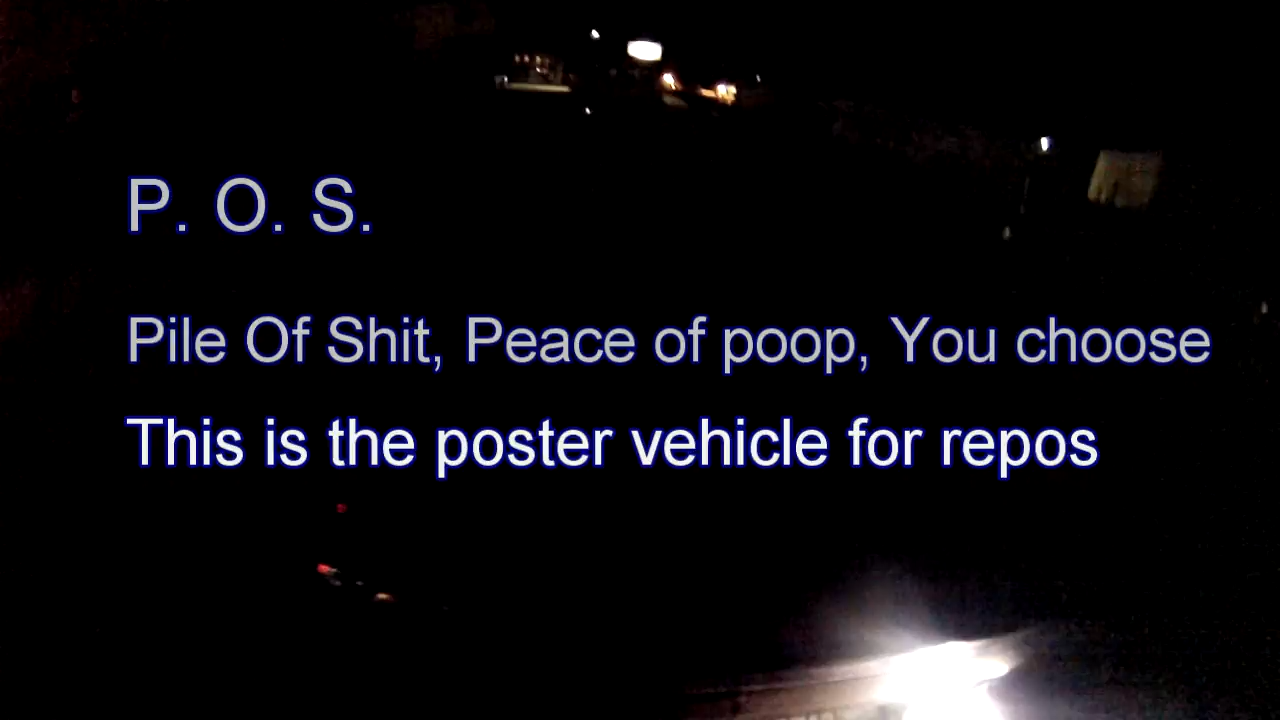 P. O. S.
Pile Of Shit, Peace of poop, You choose
This is the poster vehicle for repos